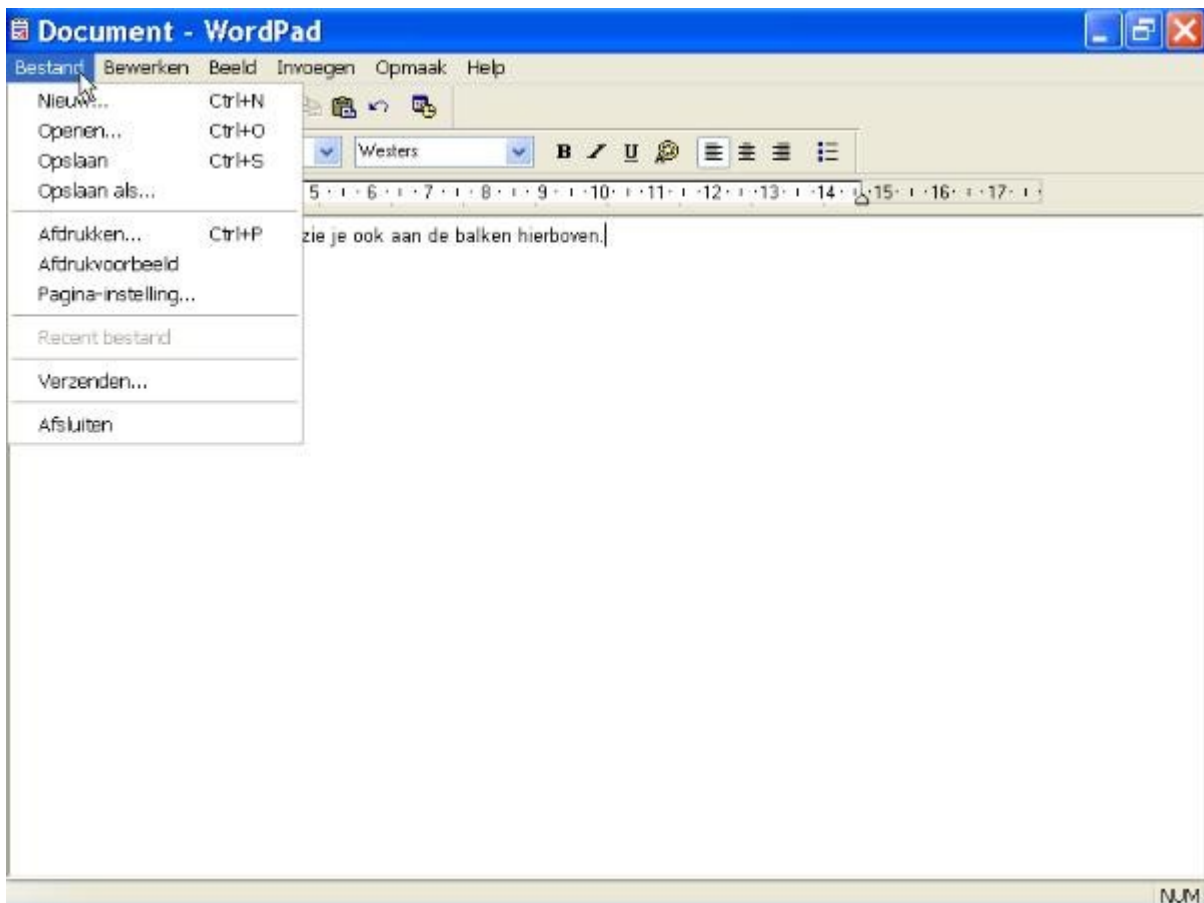 Document - WordPad
Bestand Bewerken Beeld Invoegen Opmaak Help
Nieuw... Ctrl+N
Openen... Ctrl+O
Opslaan Ctrl+S
Opslaan als...
Afdrukken... Ctrl+P
Afdrukvoorbeeld
Pagina-instelling...
Recent bestand
Verzenden...
Afsluiten
Westers B / U
5 6 7 8 9 10 11 12 13 14 15 16 17
zie je ook aan de balken hierboven.
NUM